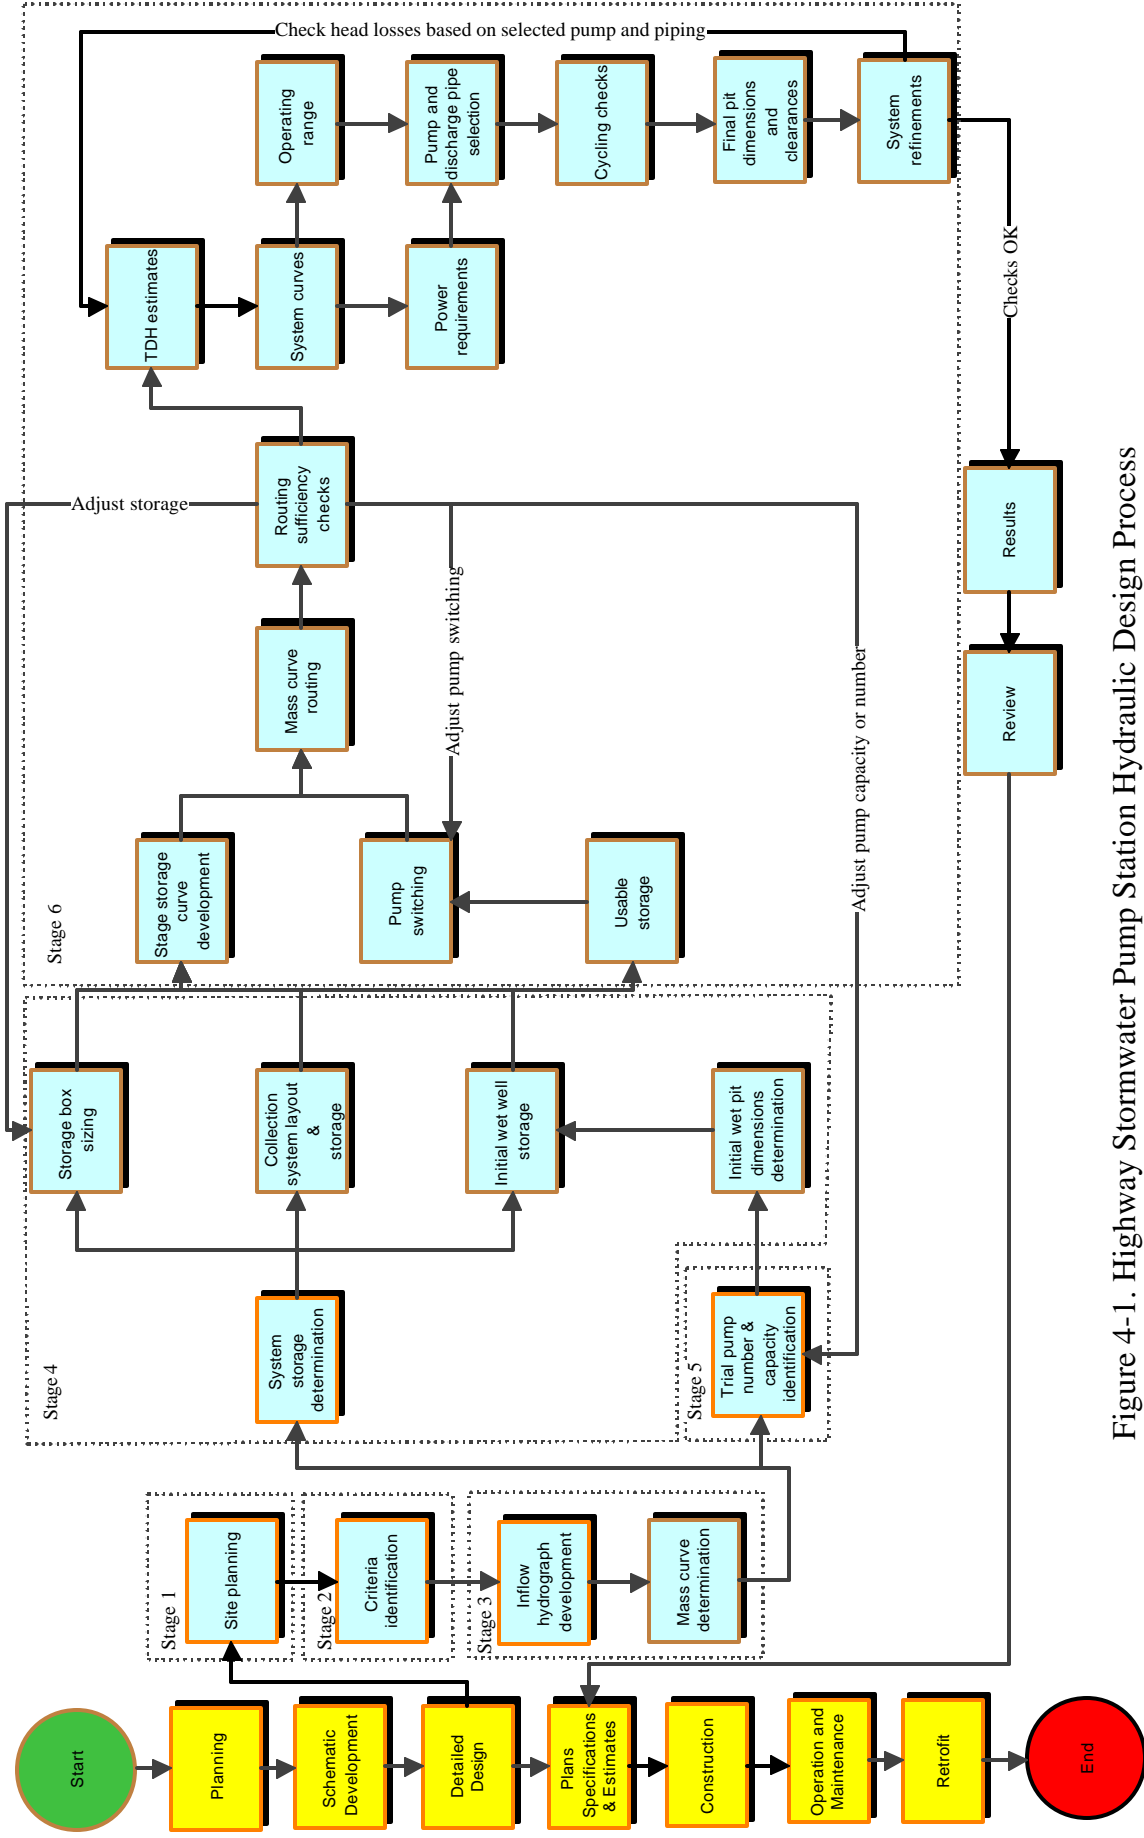 Start
Planning
Schematic
Development
Detailed
Design
Plans
Specifications
& Estimates
Construction
Operation and
Maintenance
Retrofit
End
Stage 1
Site planning
Stage 2
Criteria
identification
Stage 3
Inflow
hydrograph
development
Mass curve
determination
Stage 4
System
storage
determination
Stage 5
Trial pump
number &
capacity
identification
Storage box
sizing
Collection
system layout
&
storage
Initial wet well
storage
Initial wet pit
dimensions
determination
Stage 6
Stage storage
curve
development
Pump
switching
Usable
storage
Mass curve
routing
Routing
sufficiency
checks
Adjust storage
Adjust pump switching
Adjust pump capacity or number
TDH estimates
System curves
Power
requirements
Operating
range
Pump and
discharge pipe
selection
Cycling checks
Final pit
dimensions
and
clearances
System
refinements
Check head losses based on selected pump and piping
Checks OK
Results
Review
Figure 4-1. Highway Stormwater Pump Station Hydraulic Design Process